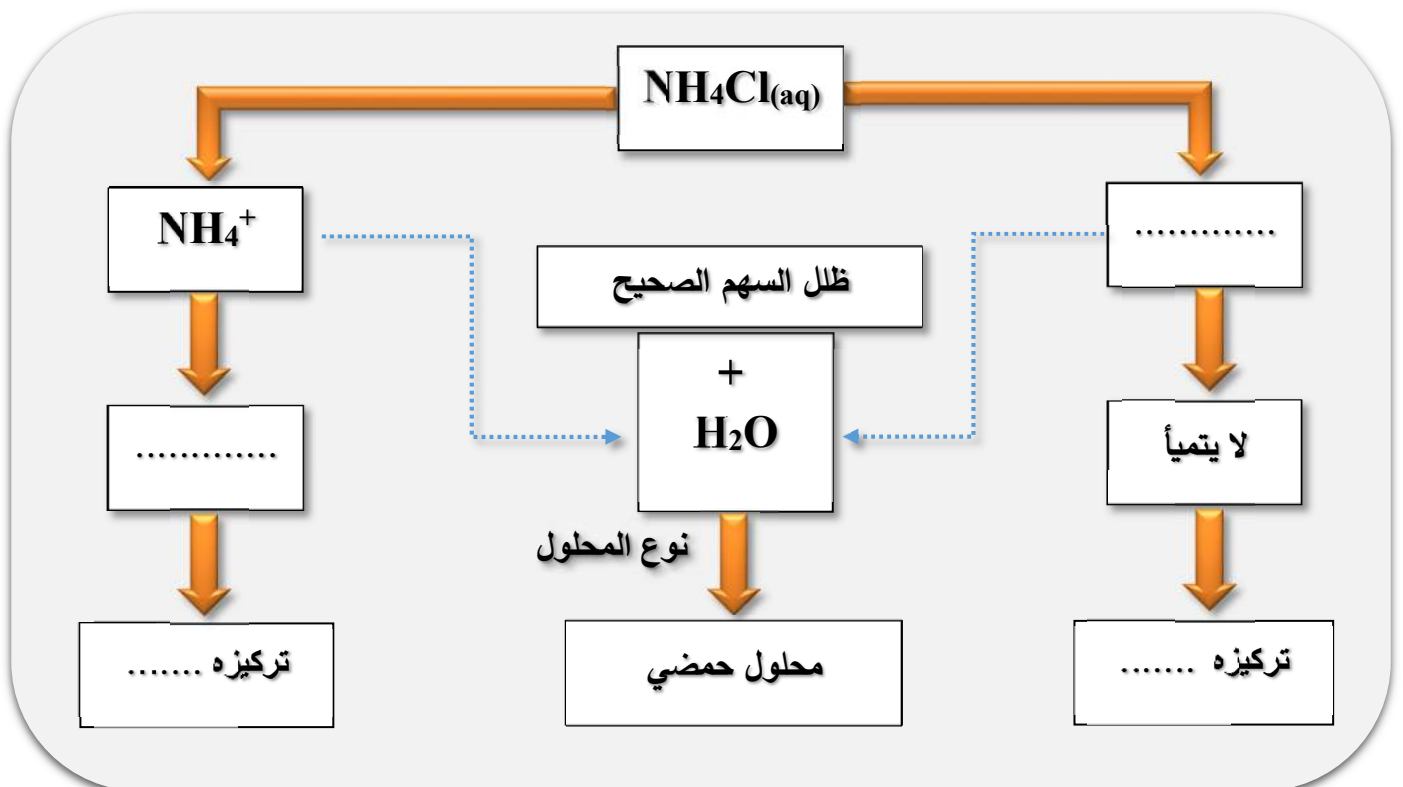 NH₄Cl(aq)
NH₄⁺
.............
ظلل السهم الصحيح
+
H₂O
.............
لا يتميأ
نوع المحلول
تركيزه .......
محلول حمضي
تركيزه .......